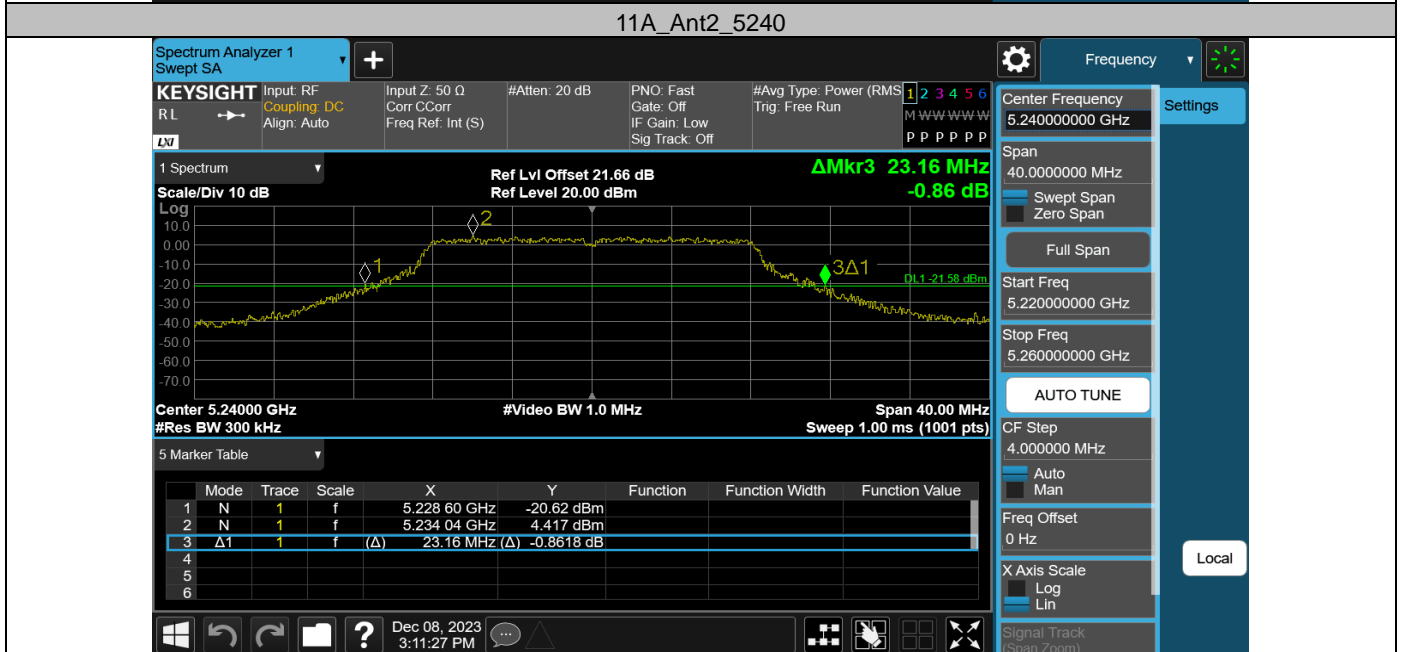 11A_Ant2_5240
Spectrum Analyzer 1
Swept SA
Frequency
KEYSIGHT
RL
LXI
Input: RF
Coupling: DC
Align: Auto
Input Z: 50 Ω
Corr CCorr
Freq Ref: Int (S)
#Atten: 20 dB
PNO: Fast
Gate: Off
IF Gain: Low
Sig Track: Off
#Avg Type: Power (RMS
Trig: Free Run
1 2 3 4 5 6
M W W W W W
P P P P P P
1 Spectrum
Ref Lvl Offset 21.66 dB
ΔMkr3 23.16 MHz
Scale/Div 10 dB
Ref Level 20.00 dBm
-0.86 dB
Log
10.0
0.00
-10.0
-20.0
-30.0
-40.0
-50.0
-60.0
-70.0
1
2
3Δ1
DL1 -21.58 dBm
Center 5.24000 GHz
#Video BW 1.0 MHz
Span 40.00 MHz
#Res BW 300 kHz
Sweep 1.00 ms (1001 pts)
5 Marker Table
Mode Trace Scale X Y Function Function Width Function Value
1 N 1 f 5.228 60 GHz -20.62 dBm
2 N 1 f 5.234 04 GHz 4.417 dBm
3 Δ1 1 f (Δ) 23.16 MHz (Δ) -0.8618 dB
4
5
6
Dec 08, 2023
3:11:27 PM
Center Frequency
5.240000000 GHz
Settings
Span
40.0000000 MHz
Swept Span
Zero Span
Full Span
Start Freq
5.220000000 GHz
Stop Freq
5.260000000 GHz
AUTO TUNE
CF Step
4.000000 MHz
Auto
Man
Freq Offset
0 Hz
X Axis Scale
Log
Lin
Local
Signal Track
(Span Zoom)